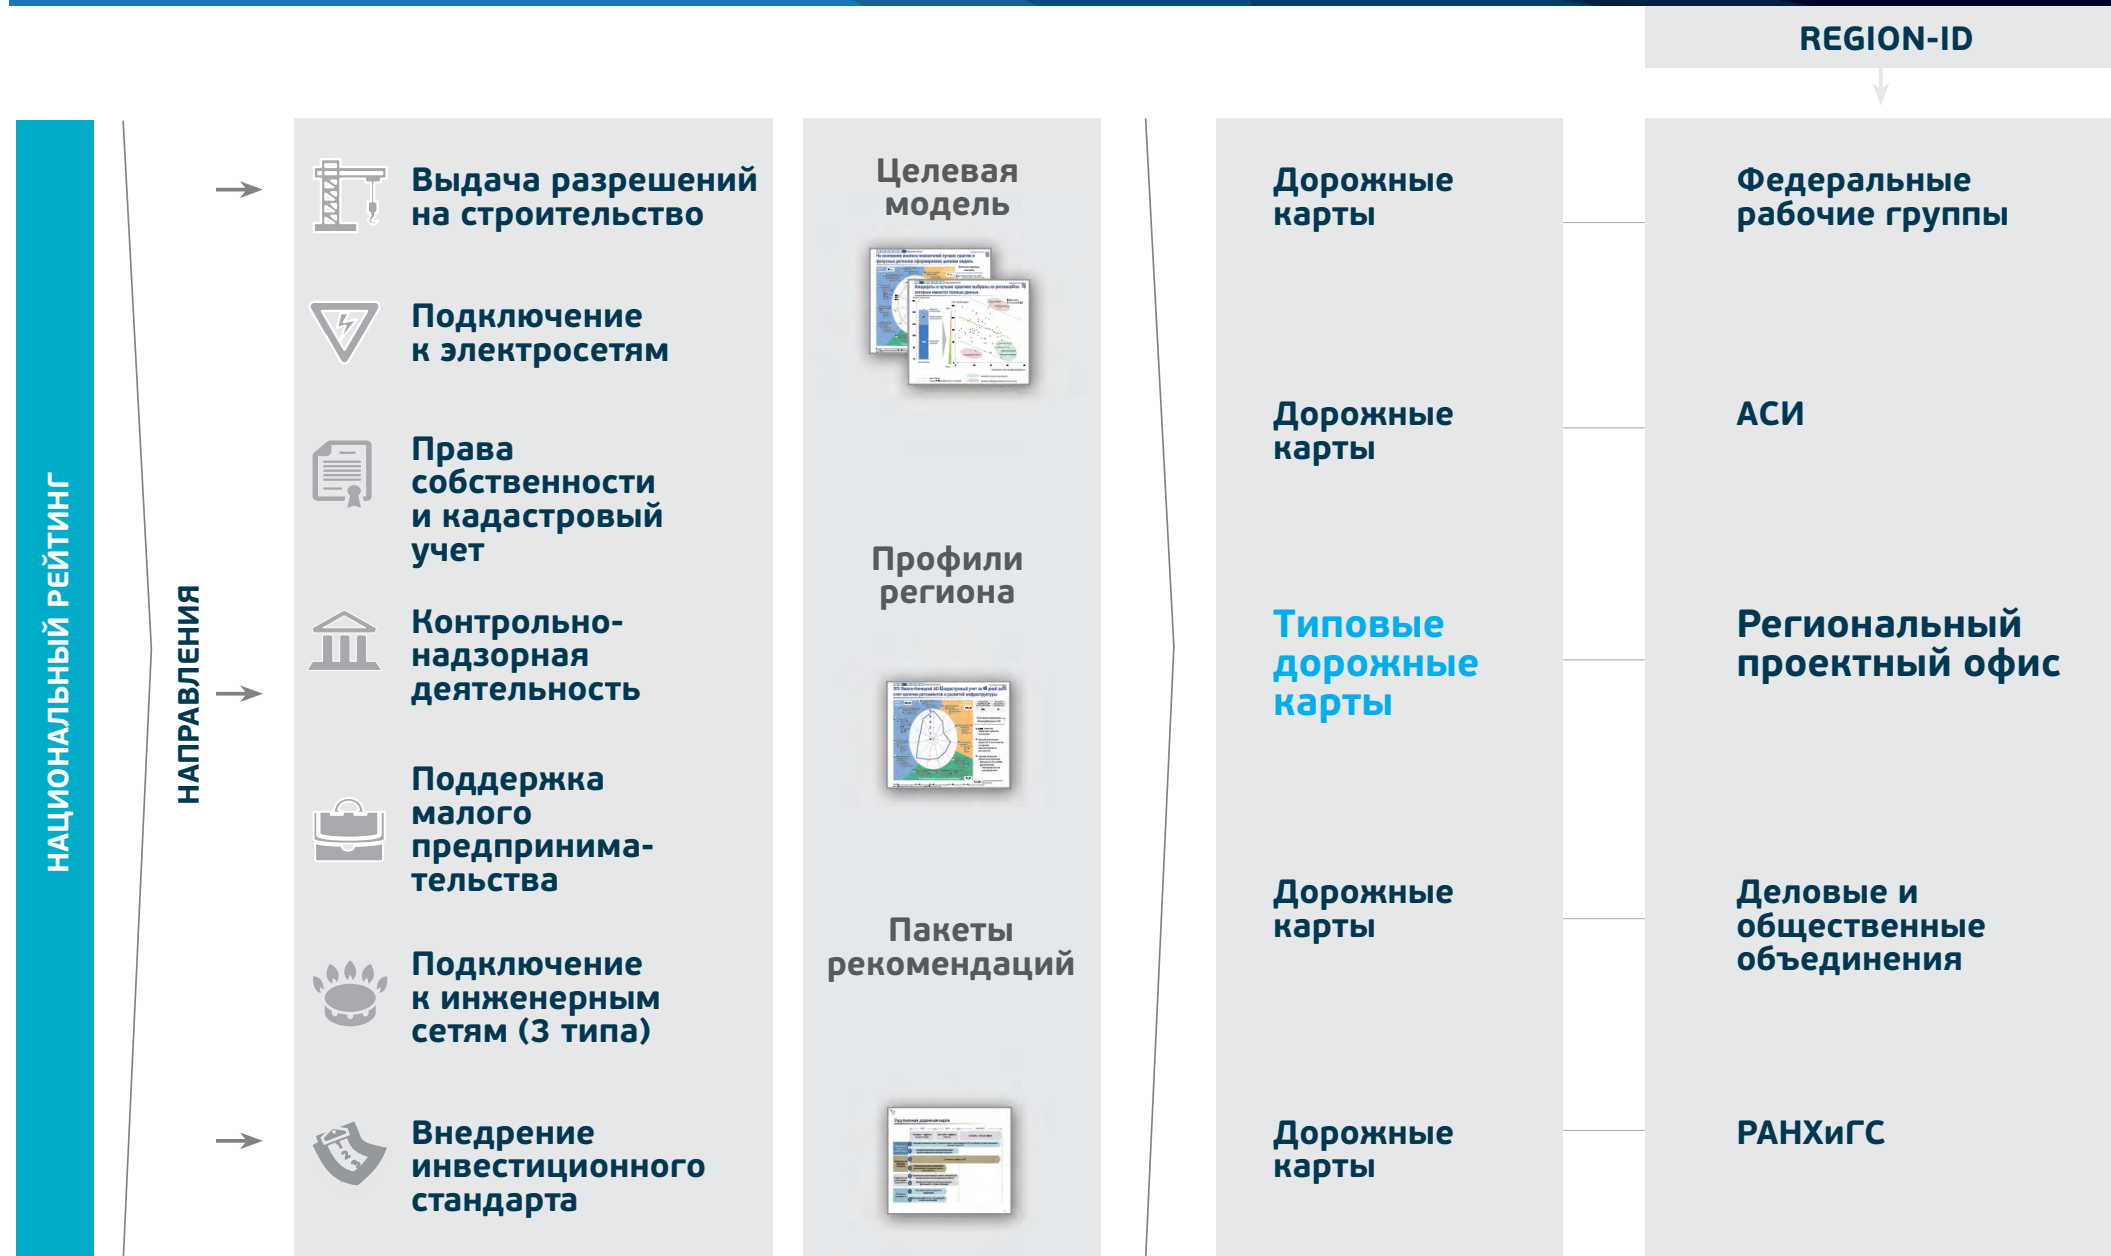 REGION-ID
НАЦИОНАЛЬНЫЙ РЕЙТИНГ
НАПРАВЛЕНИЯ
Выдача разрешений
на строительство
Подключение
к электросетям
Права
собственности
и кадастровый
учет
Контрольно-
надзорная
деятельность
Поддержка
малого
предпринима-
тельства
Подключение
к инженерным
сетям (3 типа)
Внедрение
инвестиционного
стандарта
Целевая
модель
Профили
региона
Пакеты
рекомендаций
Дорожные
карты
Дорожные
карты
Типовые
дорожные
карты
Дорожные
карты
Дорожные
карты
Федеральные
рабочие группы
АСИ
Региональный
проектный офис
Деловые и
общественные
объединения
РАНХиГС